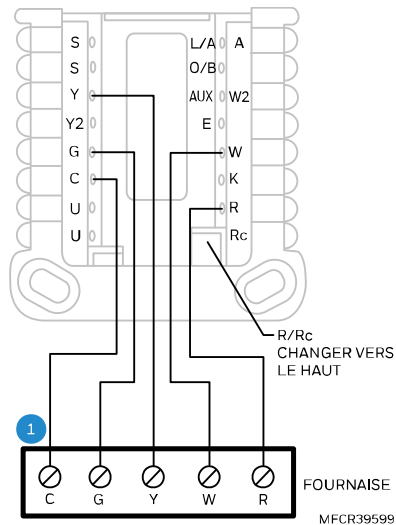 S L/A A
S O/B
Y AUX W2
Y2 E
G W
C K
U R
U Rc
R/Rc
CHANGER VERS
LE HAUT
1
C G Y W R
FOURNAISE
MFCR39599